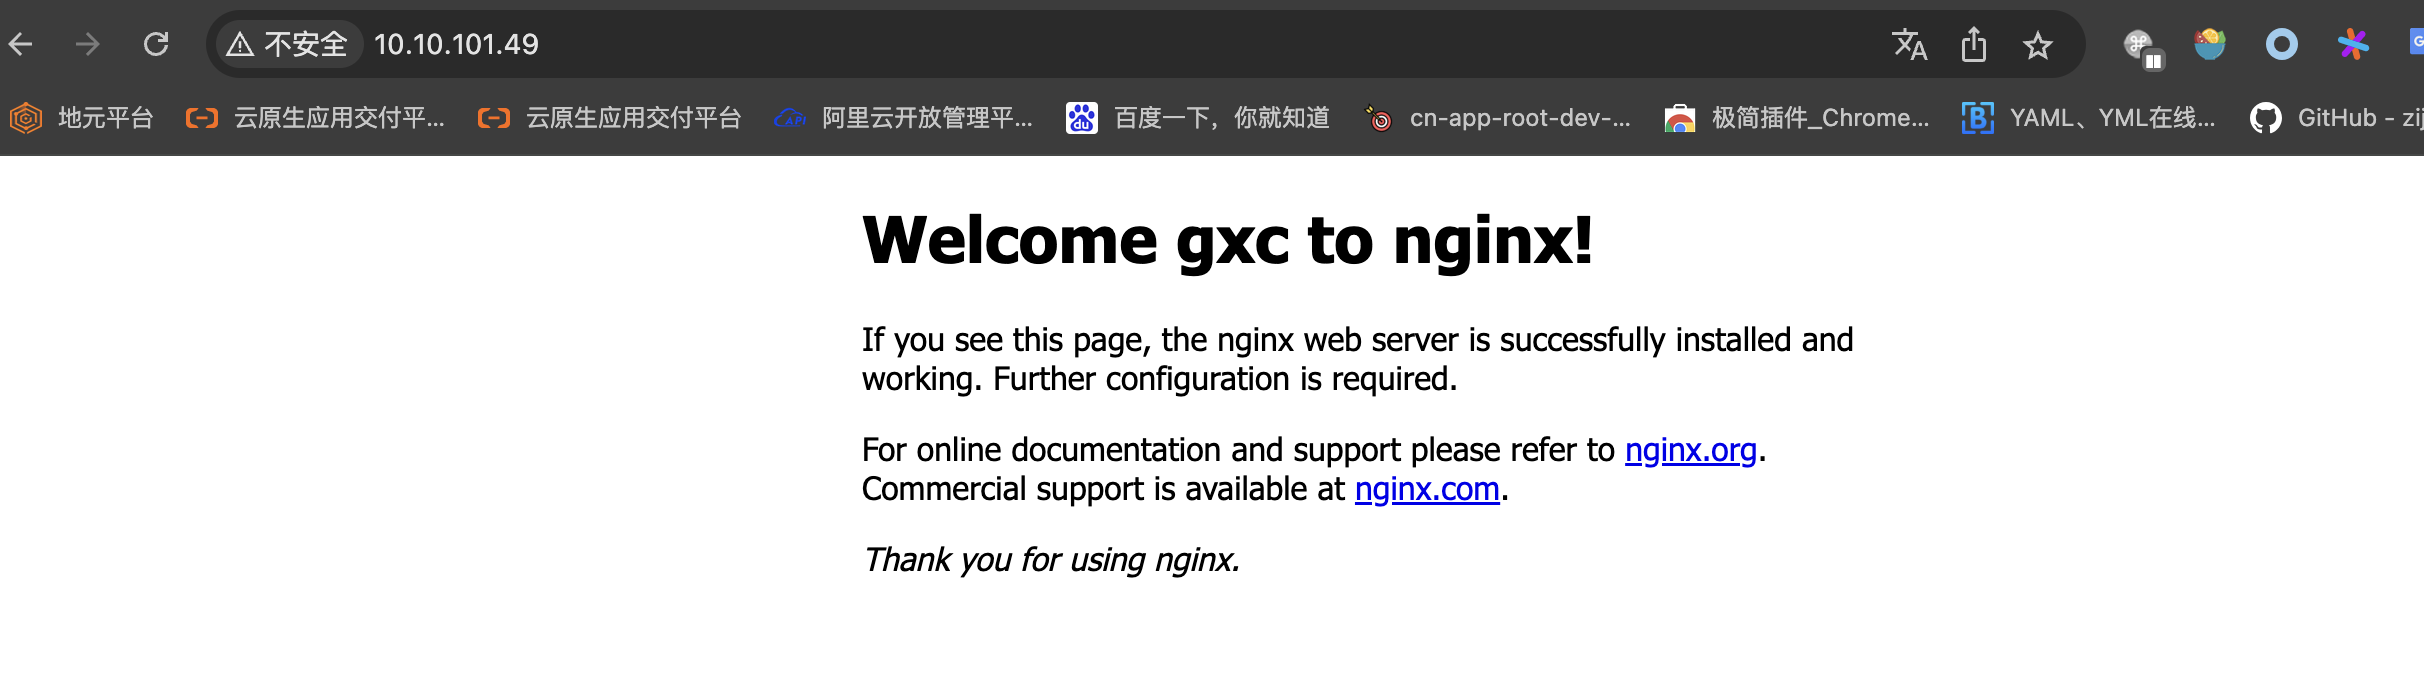 不安全 10.10.101.49
地元平台 云原生应用交付平... 云原生应用交付平台 阿里云开放管理平... 百度一下，你就知道 cn-app-root-dev-... 极简插件_Chrome... YAML、YML在线... GitHub - zij
Welcome gxc to nginx!
If you see this page, the nginx web server is successfully installed and
working. Further configuration is required.
For online documentation and support please refer to nginx.org.
Commercial support is available at nginx.com.
Thank you for using nginx.